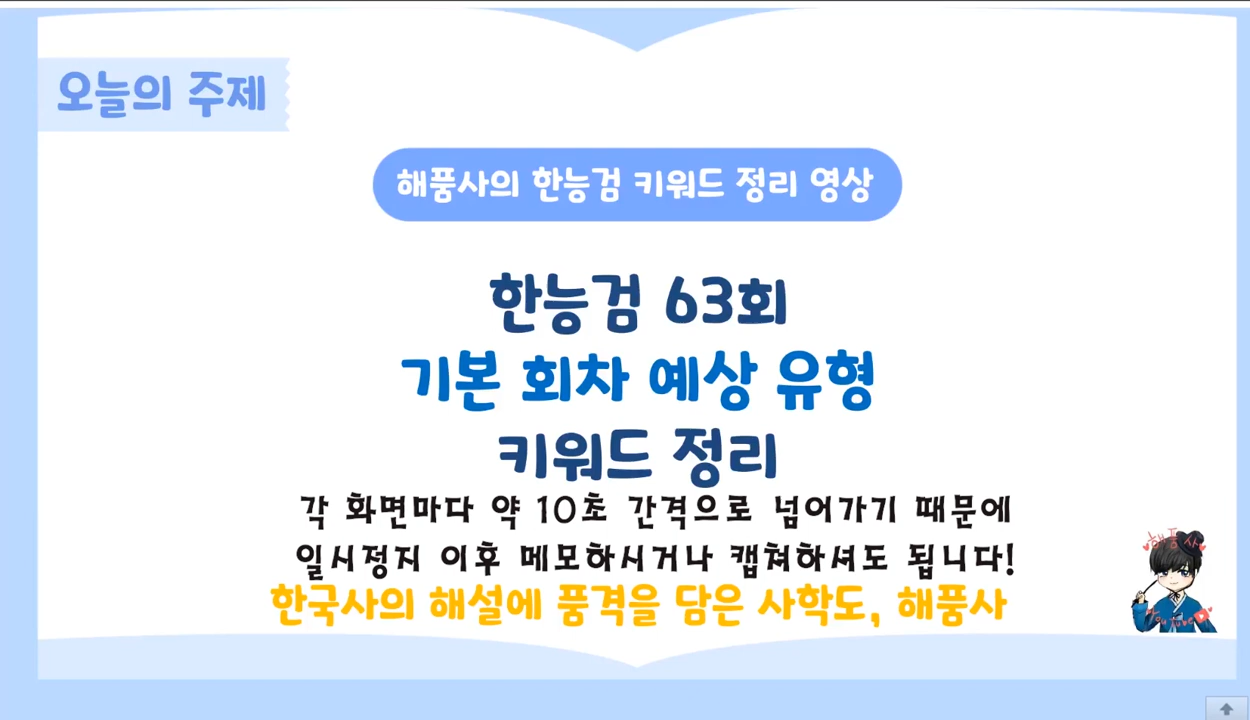 오늘의 주제
해품사의 한능검 키워드 정리 영상
한능검 63회
기본 회차 예상 유형
키워드 정리
각 화면마다 약 10초 간격으로 넘어가기 때문에
일시정지 이후 메모하시거나 캡쳐하셔도 됩니다!
한국사의 해설에 품격을 담은 사학도, 해품사
해품사
YouTube